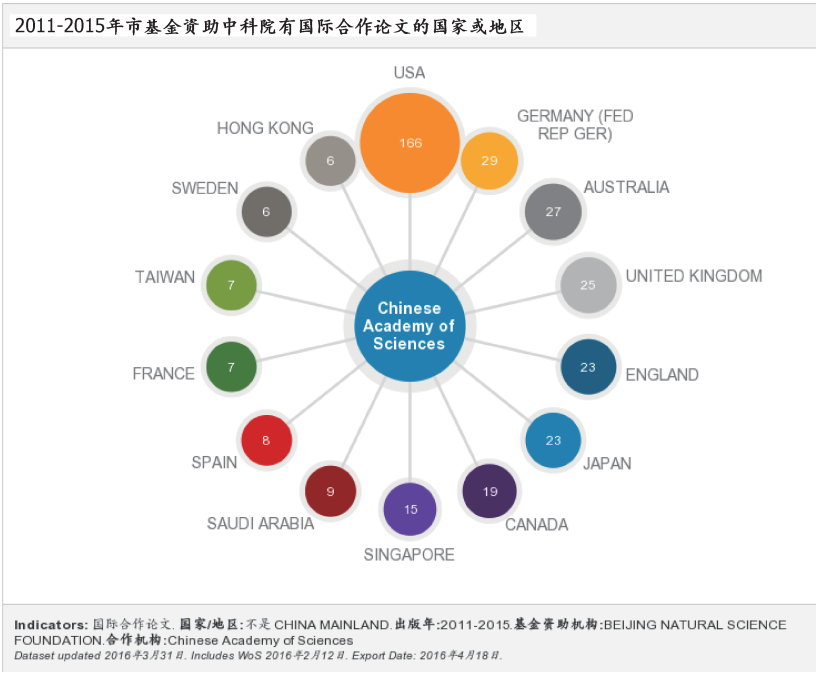 2011-2015年市基金资助中科院有国际合作论文的国家或地区
USA
166
GERMANY (FED
REP GER)
29
AUSTRALIA
27
UNITED KINGDOM
25
ENGLAND
23
JAPAN
23
CANADA
19
SINGAPORE
15
SAUDI ARABIA
9
SPAIN
8
FRANCE
7
TAIWAN
7
SWEDEN
6
HONG KONG
6
Chinese
Academy of
Sciences
Indicators: 国际合作论文. 国家/地区:不是 CHINA MAINLAND.出版年:2011-2015.基金资助机构:BEIJING NATURAL SCIENCE
FOUNDATION.合作机构:Chinese Academy of Sciences
Dataset updated 2016年3月31日. Includes WoS 2016年2月12日. Export Date: 2016年4月18日.